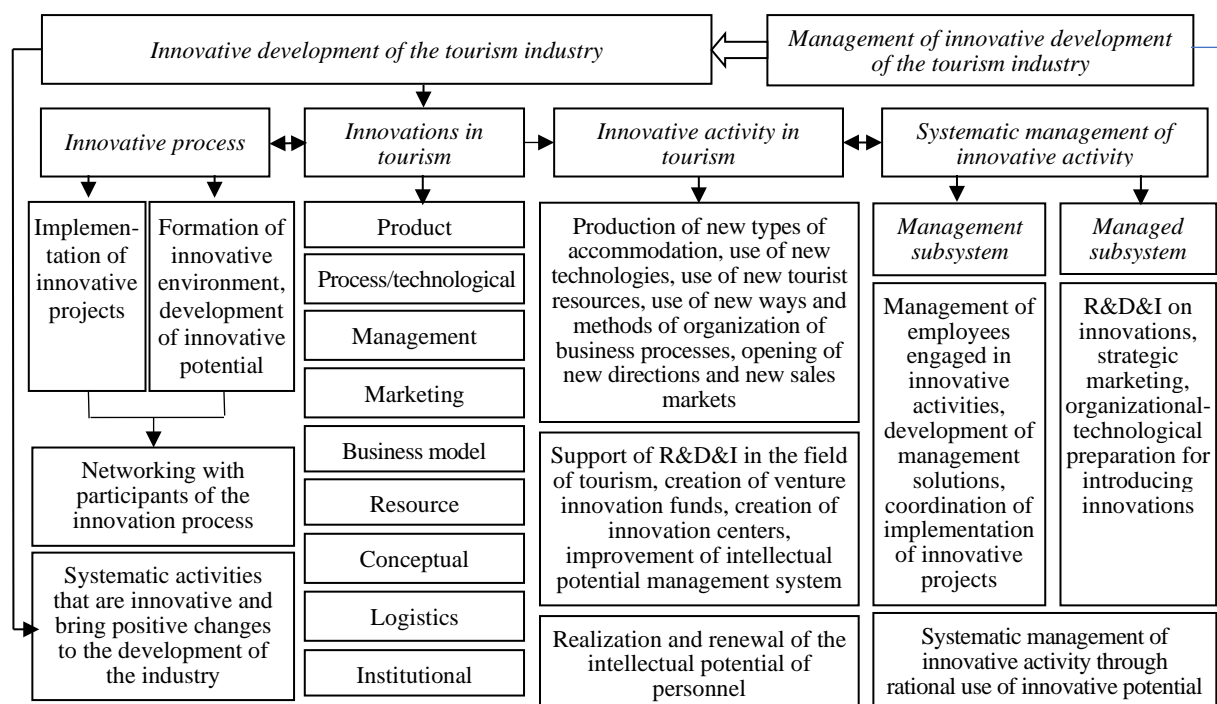 Innovative development of the tourism industry
Management of innovative development
of the tourism industry
Innovative process
Innovations in
tourism
Innovative activity in
tourism
Systematic management of
innovative activity
Implemen-
tation of
innovative
projects
Formation of
innovative
environment,
development
of innovative
potential
Networking with
participants of the
innovation process
Systematic activities
that are innovative and
bring positive changes
to the development of
the industry
Product
Process/technological
Management
Marketing
Business model
Resource
Conceptual
Logistics
Institutional
Production of new types of
accommodation, use of new
technologies, use of new tourist
resources, use of new ways and
methods of organization of
business processes, opening of
new directions and new sales
markets
Support of R&D&I in the field
of tourism, creation of venture
innovation funds, creation of
innovation centers,
improvement of intellectual
potential management system
Realization and renewal of the
intellectual potential of
personnel
Management
subsystem
Managed
subsystem
Management of
employees
engaged in
innovative
activities,
development of
management
solutions,
coordination of
implementation
of innovative
projects
R&D&I on
innovations,
strategic
marketing,
organizational-
technological
preparation for
introducing
innovations
Systematic management of
innovative activity through
rational use of innovative potential